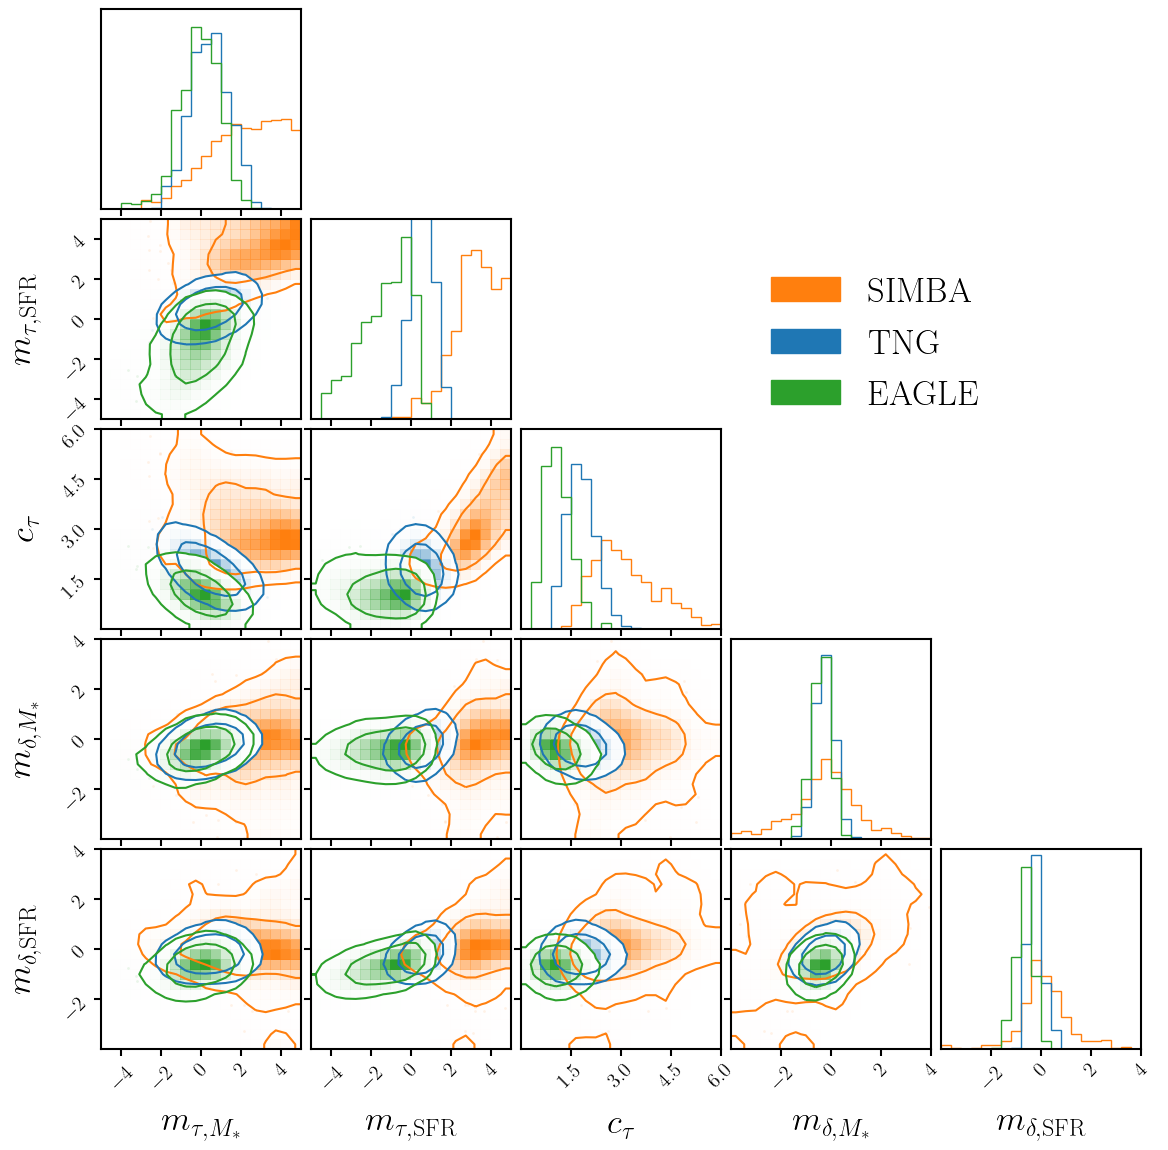 4
2
0
−2
−4
m_{τ,SFR}
SIMBA
TNG
EAGLE
6.0
4.5
3.0
1.5
c_τ
4
2
0
−2
m_{δ,M_*}
4
2
0
−2
m_{δ,SFR}
−4 −2 0 2 4 −4 −2 0 2 4 1.5 3.0 4.5 6.0 −2 0 2 4 −2 0 2 4
m_{τ,M_*} m_{τ,SFR} c_τ m_{δ,M_*} m_{δ,SFR}